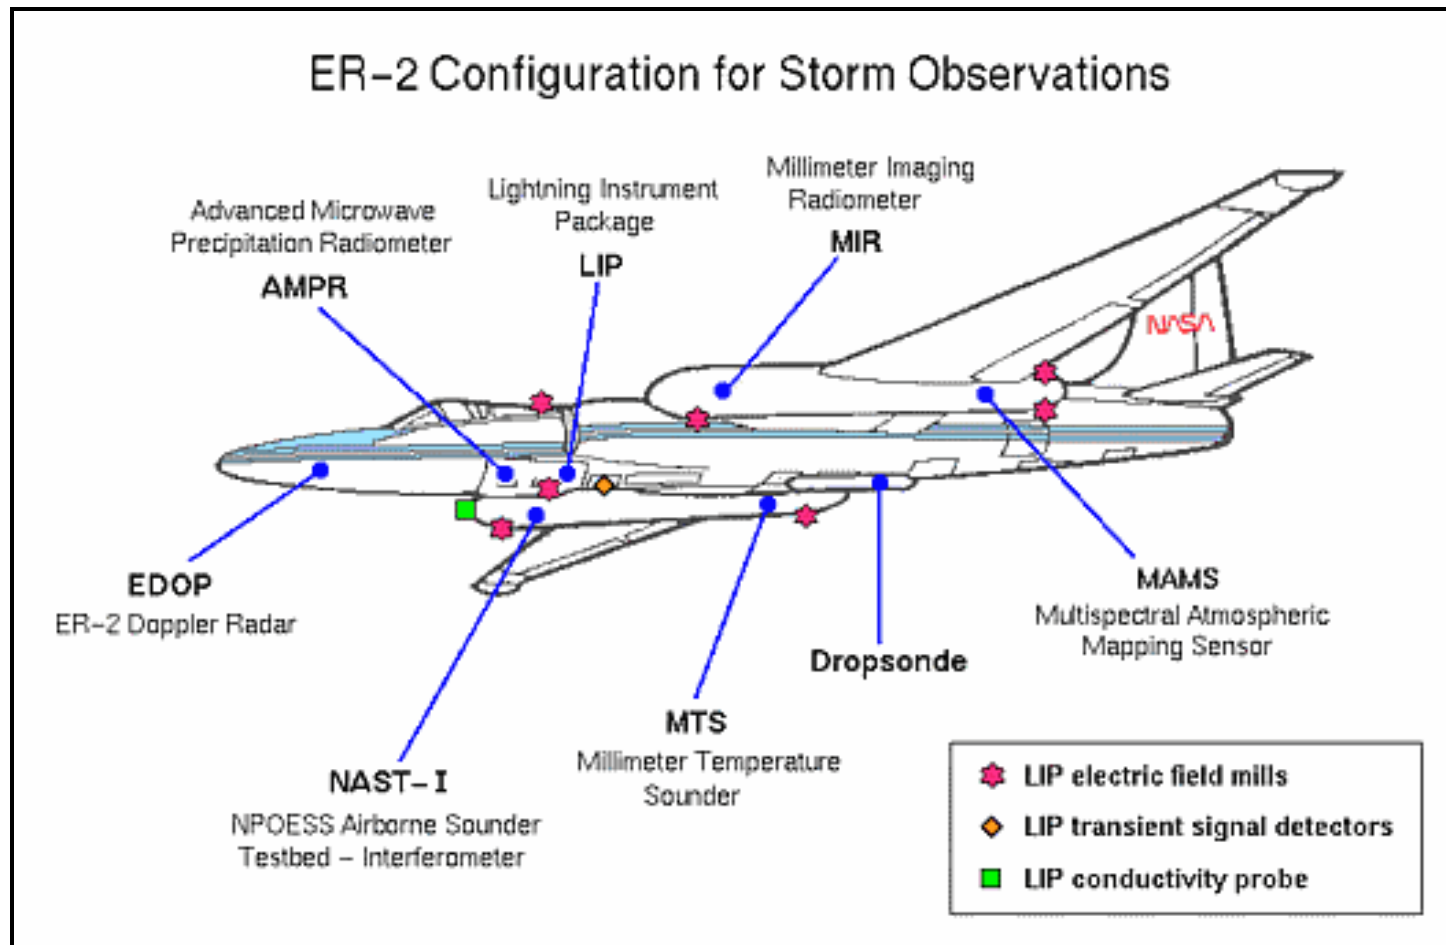 ER-2 Configuration for Storm Observations
Advanced Microwave
Precipitation Radiometer
AMPR
Lightning Instrument
Package
LIP
Millimeter Imaging
Radiometer
MIR
NASA
EDOP
ER-2 Doppler Radar
NAST-I
NPOESS Airborne Sounder
Testbed - Interferometer
MTS
Millimeter Temperature
Sounder
Dropsonde
MAMS
Multispectral Atmospheric
Mapping Sensor
LIP electric field mills
LIP transient signal detectors
LIP conductivity probe